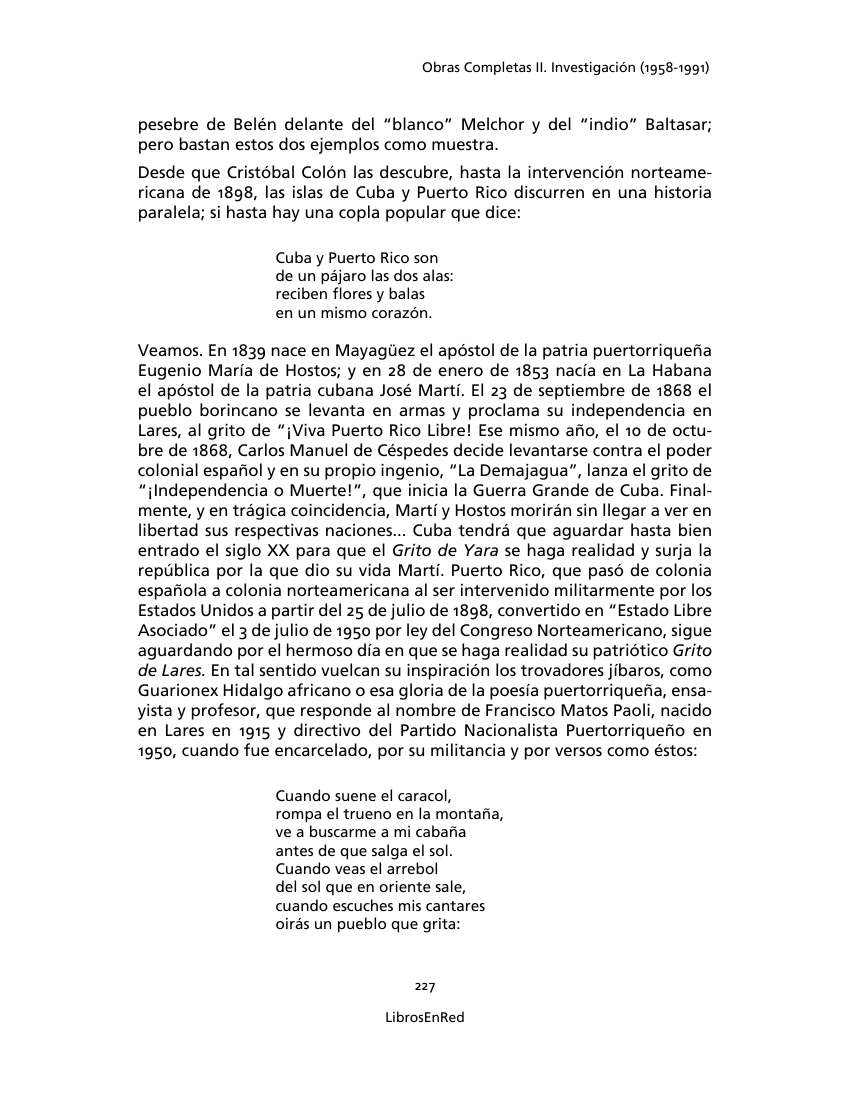 Obras Completas II. Investigación (1958-1991)
pesebre de Belén delante del “blanco” Melchor y del “indio” Baltasar;
pero bastan estos dos ejemplos como muestra.
Desde que Cristóbal Colón las descubre, hasta la intervención norteame-
ricana de 1898, las islas de Cuba y Puerto Rico discurren en una historia
paralela; si hasta hay una copla popular que dice:
Cuba y Puerto Rico son
de un pájaro las dos alas:
reciben flores y balas
en un mismo corazón.
Veamos. En 1839 nace en Mayagüez el apóstol de la patria puertorriqueña
Eugenio María de Hostos; y en 28 de enero de 1853 nacía en La Habana
el apóstol de la patria cubana José Martí. El 23 de septiembre de 1868 el
pueblo borincano se levanta en armas y proclama su independencia en
Lares, al grito de “¡Viva Puerto Rico Libre! Ese mismo año, el 10 de octu-
bre de 1868, Carlos Manuel de Céspedes decide levantarse contra el poder
colonial español y en su propio ingenio, “La Demajagua”, lanza el grito de
“¡Independencia o Muerte!”, que inicia la Guerra Grande de Cuba. Final-
mente, y en trágica coincidencia, Martí y Hostos morirán sin llegar a ver en
libertad sus respectivas naciones... Cuba tendrá que aguardar hasta bien
entrado el siglo XX para que el Grito de Yara se haga realidad y surja la
república por la que dio su vida Martí. Puerto Rico, que pasó de colonia
española a colonia norteamericana al ser intervenido militarmente por los
Estados Unidos a partir del 25 de julio de 1898, convertido en “Estado Libre
Asociado” el 3 de julio de 1950 por ley del Congreso Norteamericano, sigue
aguardando por el hermoso día en que se haga realidad su patriótico Grito
de Lares. En tal sentido vuelcan su inspiración los trovadores jíbaros, como
Guarionex Hidalgo africano o esa gloria de la poesía puertorriqueña, ensa-
yista y profesor, que responde al nombre de Francisco Matos Paoli, nacido
en Lares en 1915 y directivo del Partido Nacionalista Puertorriqueño en
1950, cuando fue encarcelado, por su militancia y por versos como éstos:
Cuando suene el caracol,
rompa el trueno en la montaña,
ve a buscarme a mi cabaña
antes de que salga el sol.
Cuando veas el arrebol
del sol que en oriente sale,
cuando escuches mis cantares
oirás un pueblo que grita:
227
LibrosEnRed